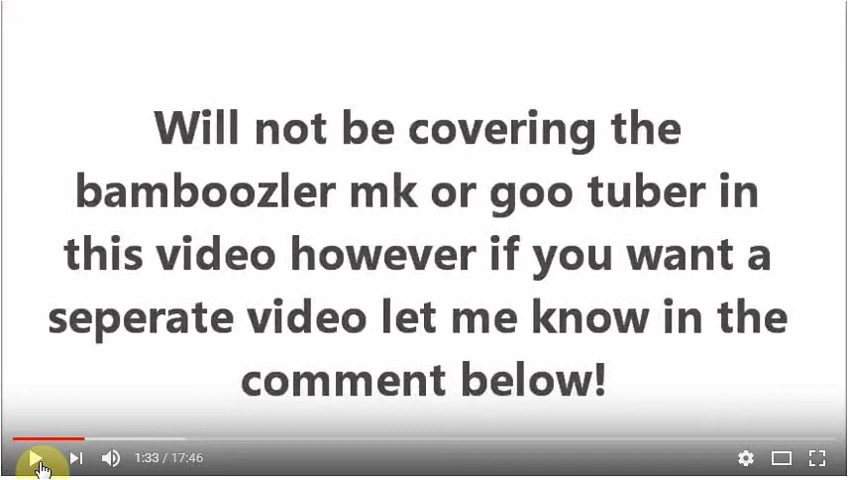 Will not be covering the
bamboozler mk or goo tuber in
this video however if you want a
seperate video let me know in the
comment below!
1:33 / 17:46